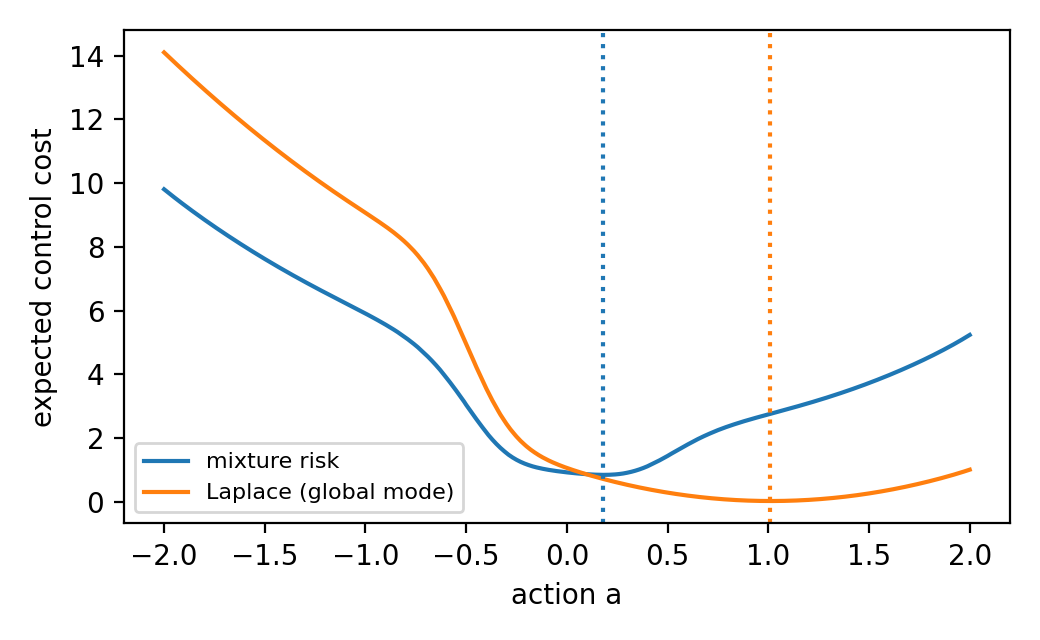 expected control cost
14
12
10
8
6
4
2
0
mixture risk
Laplace (global mode)
−2.0 −1.5 −1.0 −0.5 0.0 0.5 1.0 1.5 2.0
action a